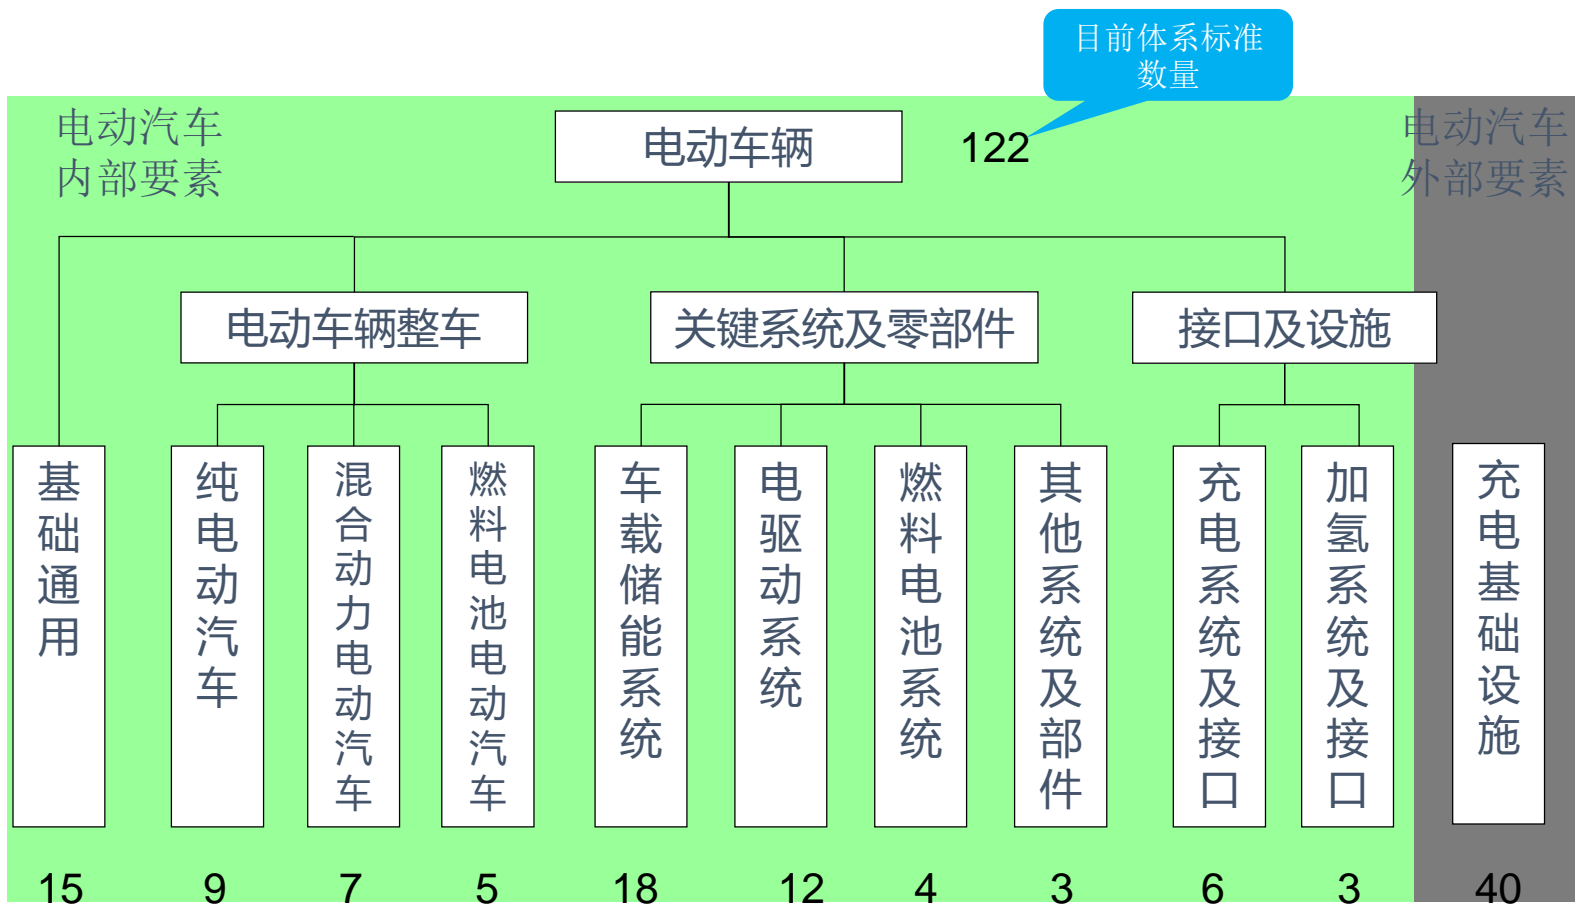 目前体系标准
数量
电动汽车
内部要素
电动车辆
122
电动汽车
外部要素
电动车辆整车
关键系统及零部件
接口及设施
基础通用
纯电动汽车
混合动力电动汽车
燃料电池电动汽车
车载储能系统
电驱动系统
燃料电池系统
其他系统及部件
充电系统及接口
加氢系统及接口
充电基础设施
15
9
7
5
18
12
4
3
6
3
40